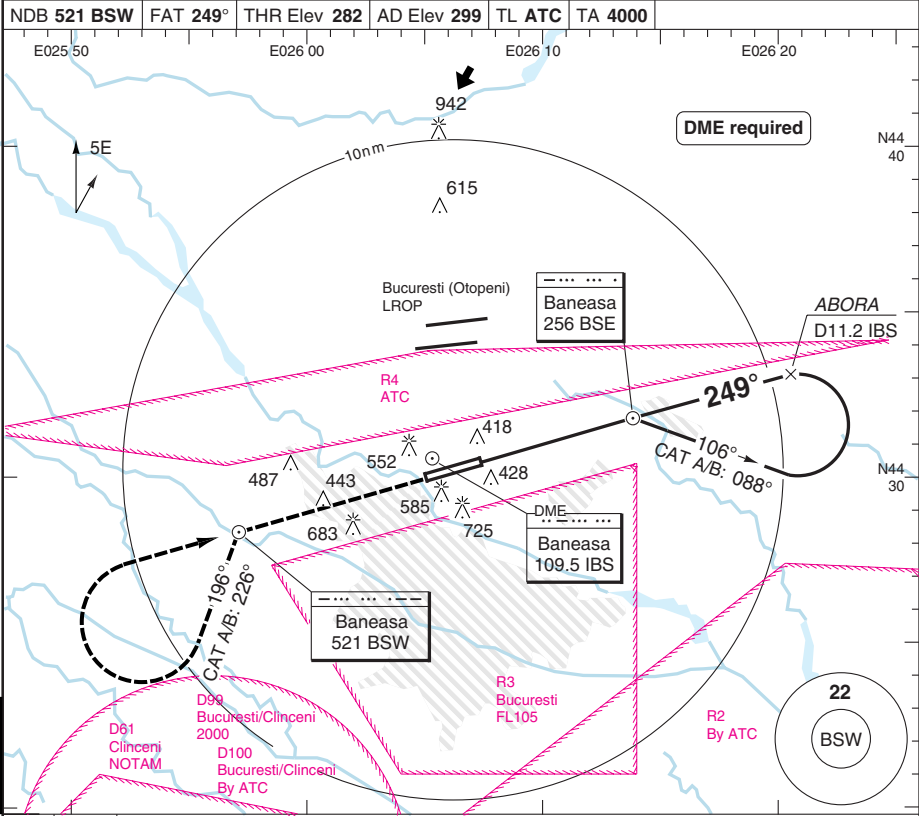 NDB 521 BSW FAT 249° THR Elev 282 AD Elev 299 TL ATC TA 4000
E025 50 E026 00 E026 10 E026 20
942
DME required
5E
10nm
N44
40
615
Bucuresti (Otopeni)
LROP
Baneasa
256 BSE
ABORA
D11.2 IBS
R4
ATC
249°
418
106°
CAT A/B: 088°
552
487
443
428
N44
30
585
683
725
DME
Baneasa
109.5 IBS
196°
CAT A/B: 226°
Baneasa
521 BSW
R3
Bucuresti
FL105
D99
Bucuresti/Clinceni
2000
D61
Clinceni
NOTAM
D100
Bucuresti/Clinceni
By ATC
R2
By ATC
22
BSW